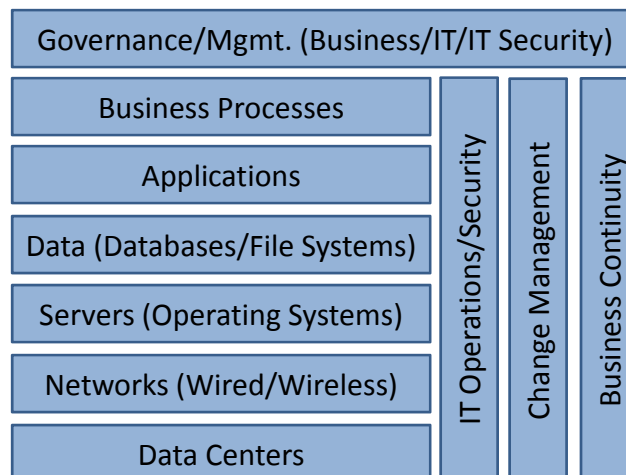 Governance/Mgmt. (Business/IT/IT Security)
Business Processes
Applications
Data (Databases/File Systems)
Servers (Operating Systems)
Networks (Wired/Wireless)
Data Centers
IT Operations/Security
Change Management
Business Continuity